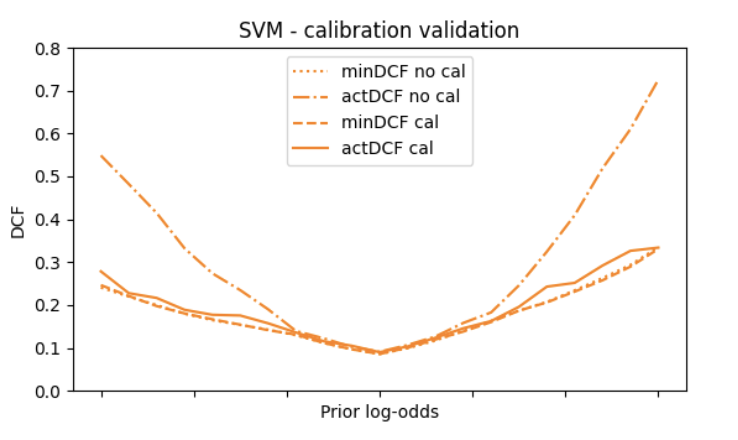 SVM - calibration validation
0.8
0.7
0.6
0.5
0.4
0.3
0.2
0.1
0.0
DCF
minDCF no cal
actDCF no cal
minDCF cal
actDCF cal
Prior log-odds